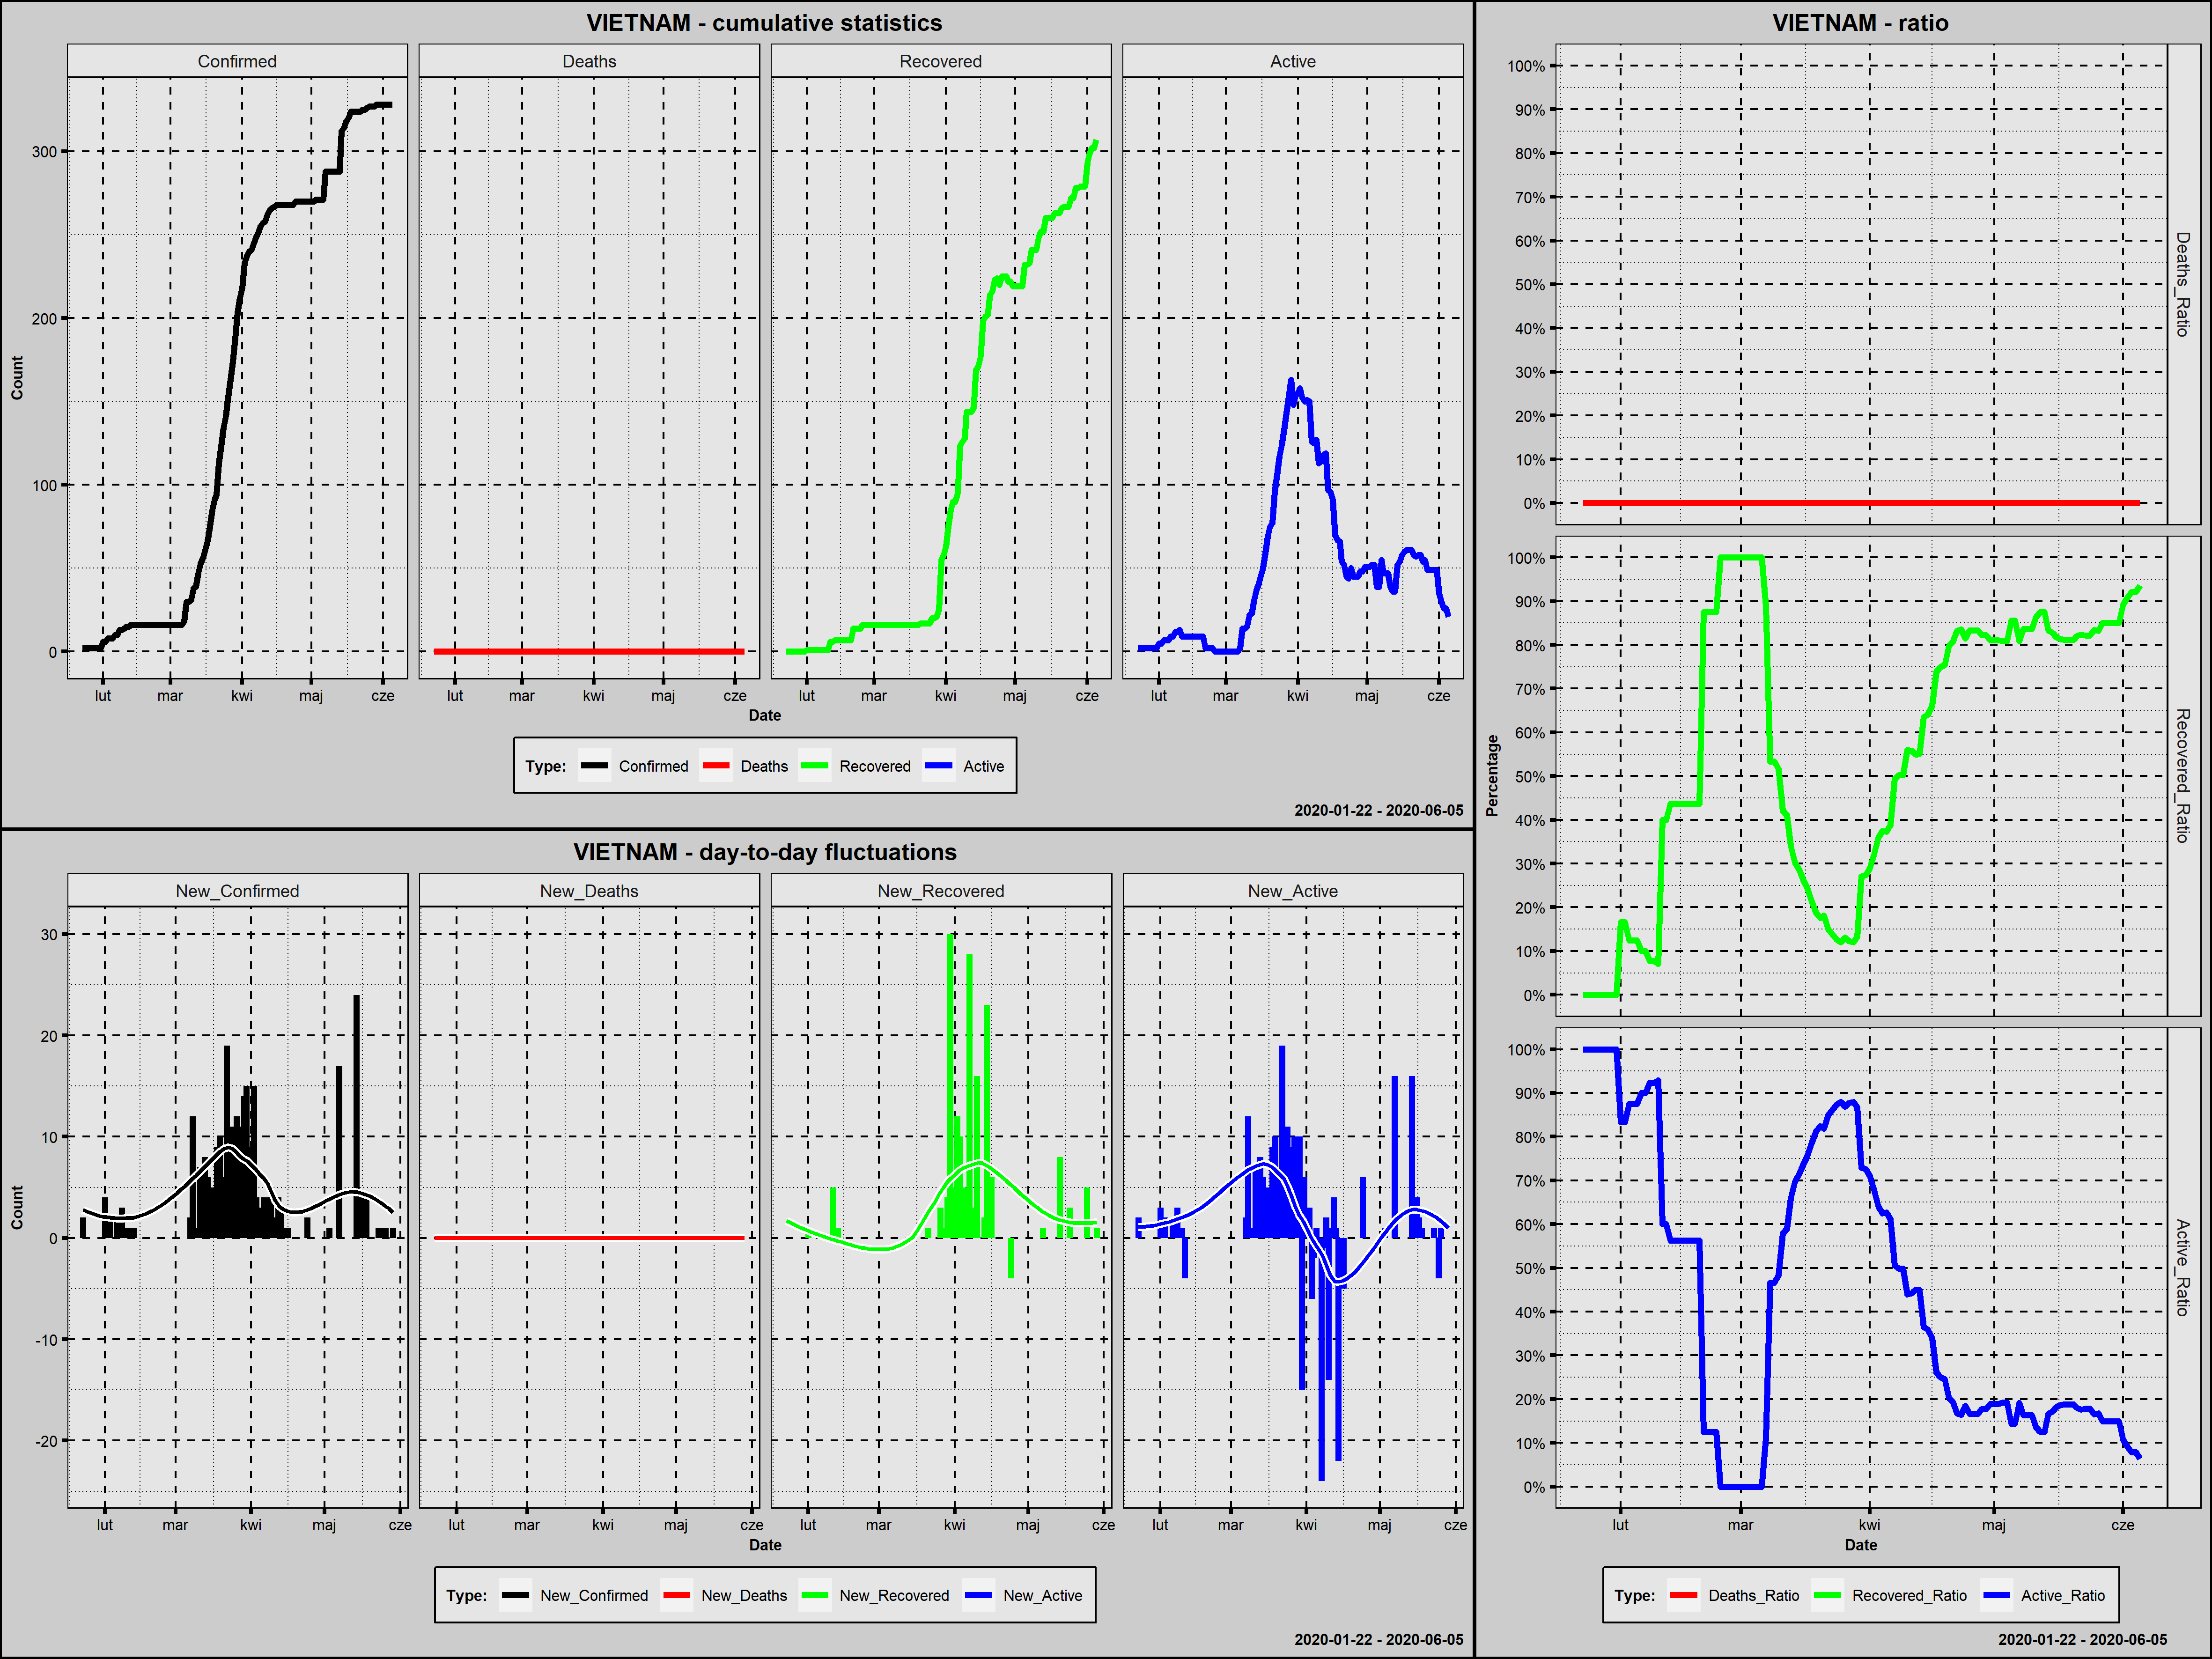 VIETNAM - cumulative statistics
Confirmed Deaths Recovered Active
Count
300
200
100
0
lut mar kwi maj cze lut mar kwi maj cze lut mar kwi maj cze lut mar kwi maj cze
Date
Type: Confirmed Deaths Recovered Active
2020-01-22 - 2020-06-05
VIETNAM - day-to-day fluctuations
New_Confirmed New_Deaths New_Recovered New_Active
Count
30
20
10
0
-10
-20
lut mar kwi maj cze lut mar kwi maj cze lut mar kwi maj cze lut mar kwi maj cze
Date
Type: New_Confirmed New_Deaths New_Recovered New_Active
2020-01-22 - 2020-06-05
VIETNAM - ratio
Percentage
100%
90%
80%
70%
60%
50%
40%
30%
20%
10%
0%
Deaths_Ratio
100%
90%
80%
70%
60%
50%
40%
30%
20%
10%
0%
Recovered_Ratio
100%
90%
80%
70%
60%
50%
40%
30%
20%
10%
0%
Active_Ratio
lut mar kwi maj cze
Date
Type: Deaths_Ratio Recovered_Ratio Active_Ratio
2020-01-22 - 2020-06-05